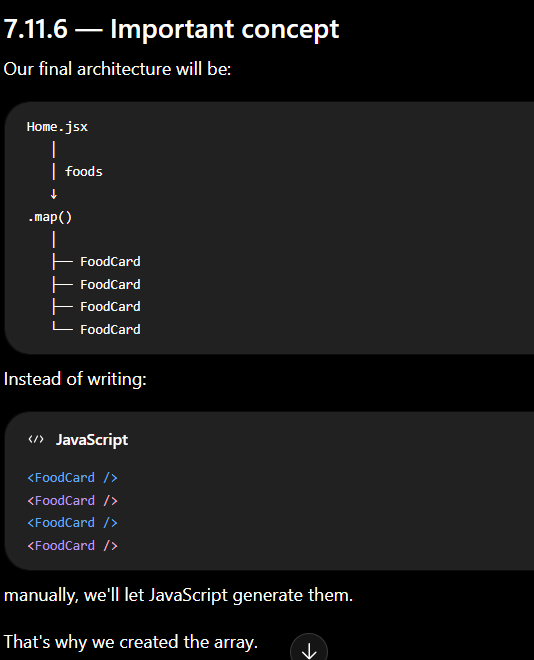 7.11.6 — Important concept
Our final architecture will be:
Home.jsx
│
│ foods
↓
.map()
│
├── FoodCard
├── FoodCard
├── FoodCard
└── FoodCard
Instead of writing:
</> JavaScript
<FoodCard />
<FoodCard />
<FoodCard />
<FoodCard />
manually, we'll let JavaScript generate them.
That's why we created the array.